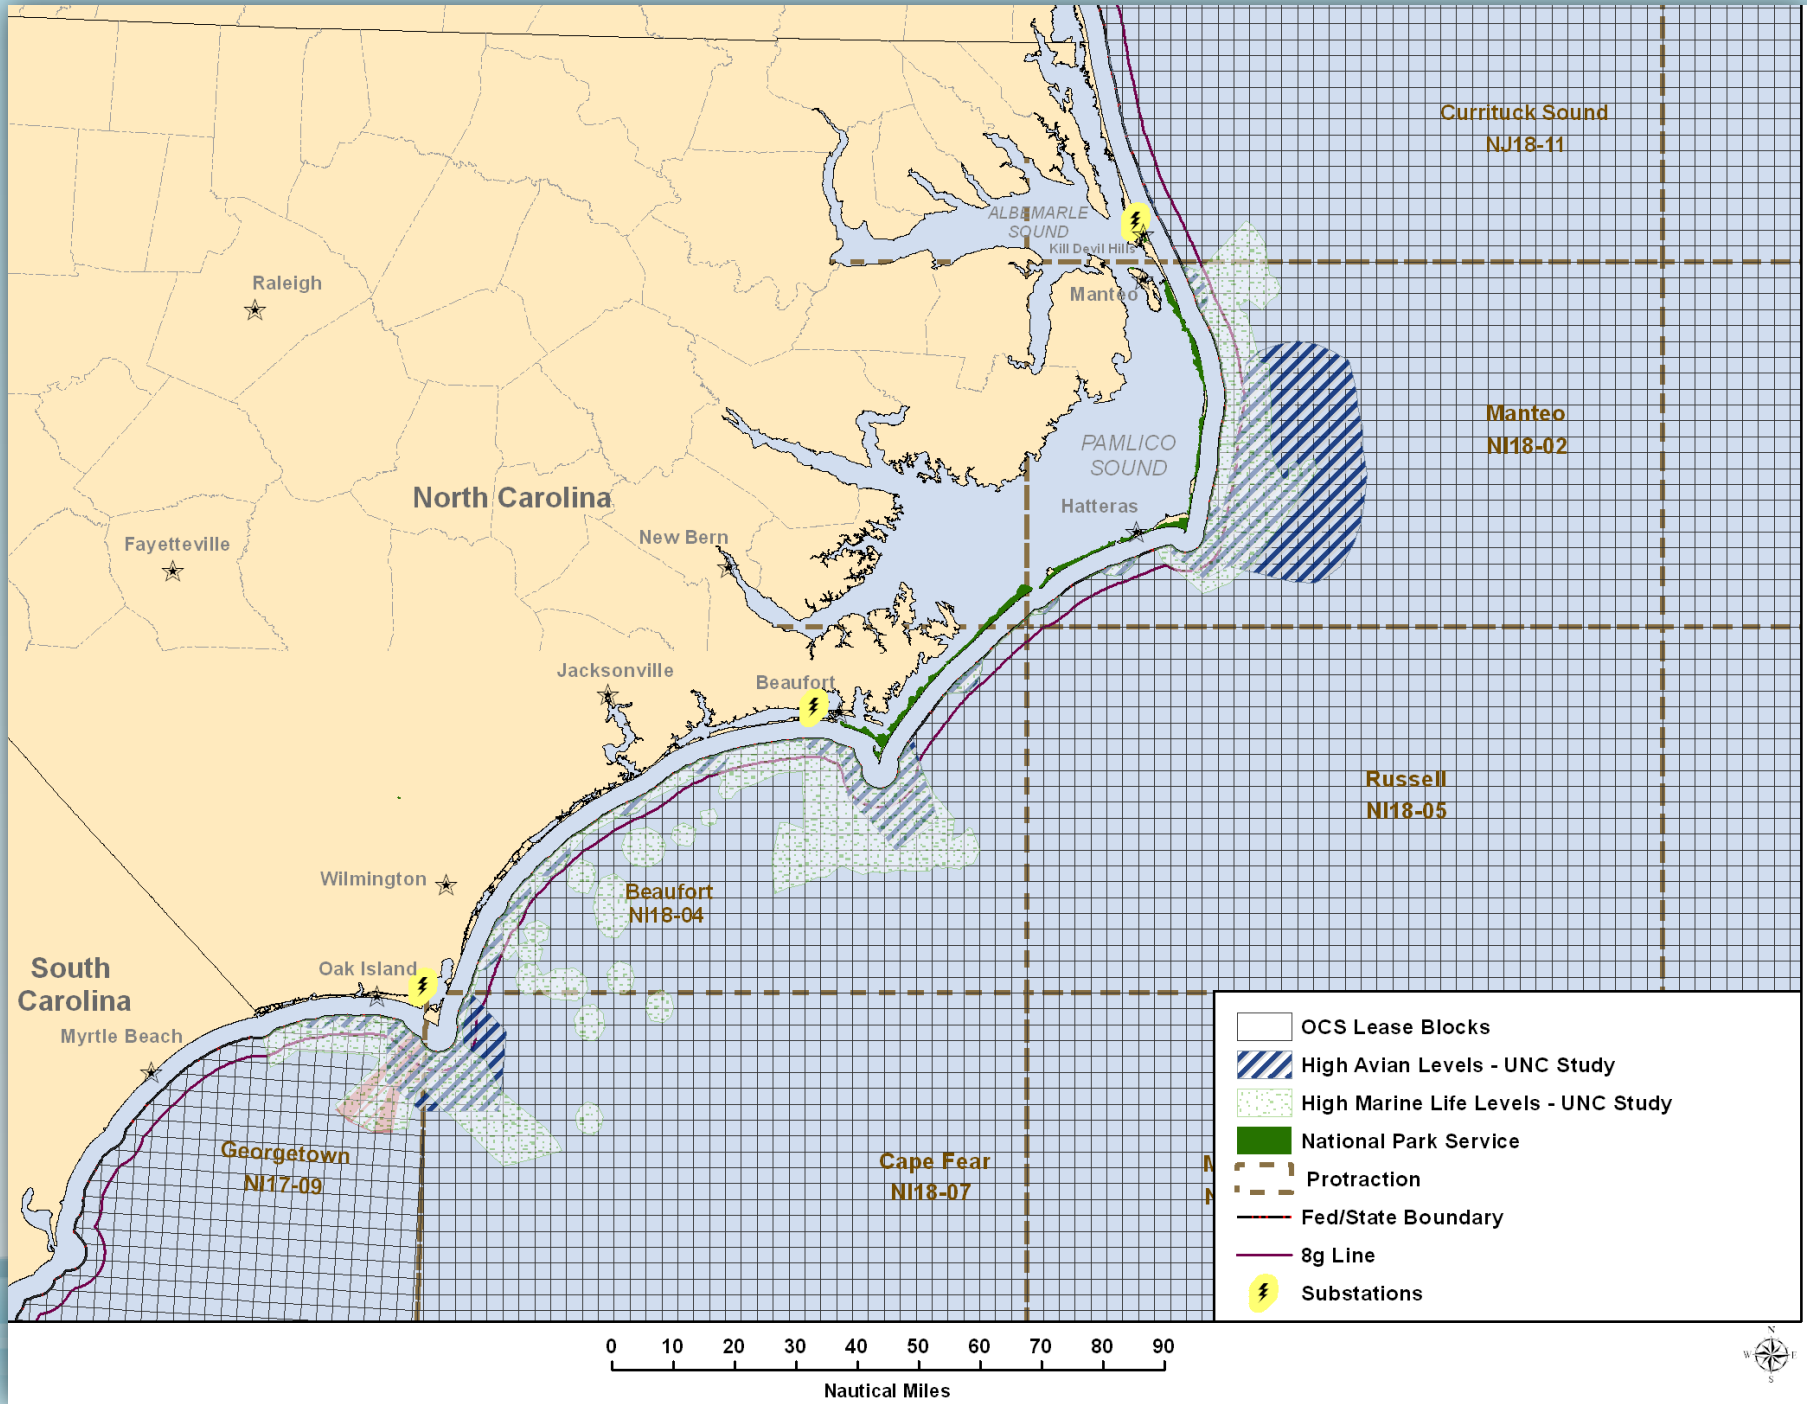 Currituck Sound
NJ18-11
ALBEMARLE
SOUND
Kill Devil Hills
Raleigh
Manteo
Manteo
NI18-02
PAMLICO
SOUND
North Carolina
Hatteras
New Bern
Fayetteville
Jacksonville
Beaufort
Russell
NI18-05
Wilmington
Beaufort
NI18-04
South
Carolina
Oak Island
Myrtle Beach
Georgetown
NI17-09
Cape Fear
NI18-07
OCS Lease Blocks
High Avian Levels - UNC Study
High Marine Life Levels - UNC Study
National Park Service
Protraction
Fed/State Boundary
8g Line
Substations
0 10 20 30 40 50 60 70 80 90
Nautical Miles
N
W E
S